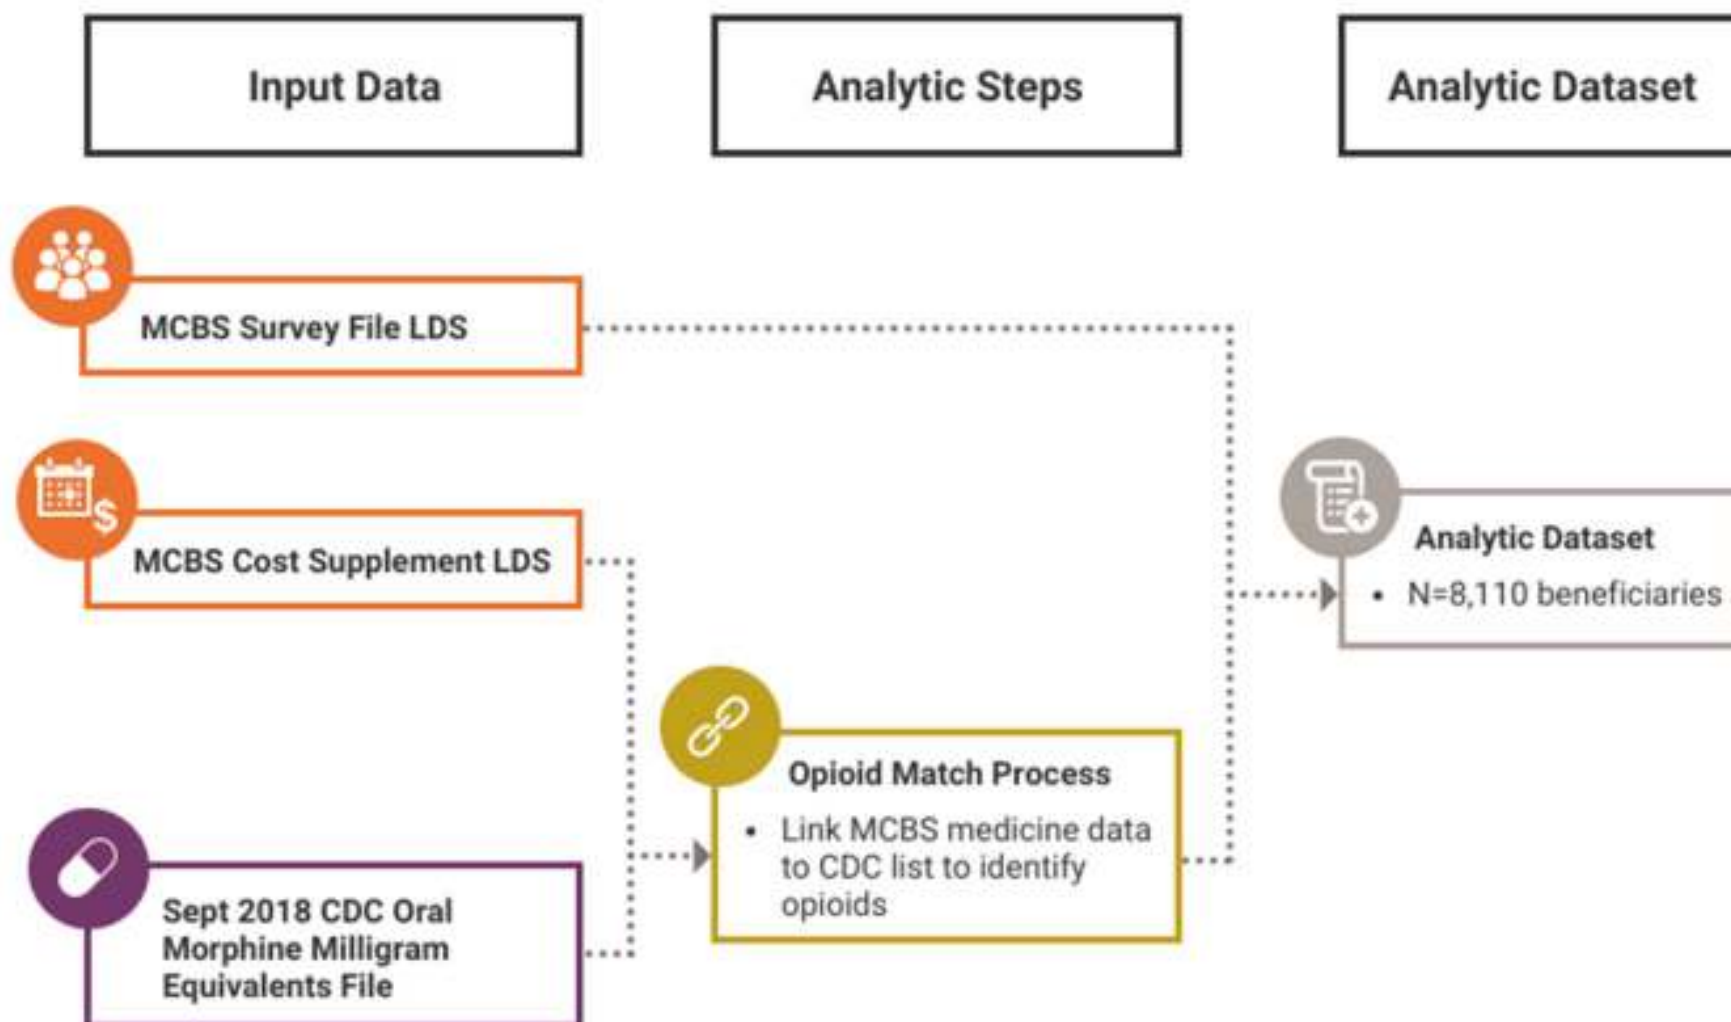 Input Data
Analytic Steps
Analytic Dataset
MCBS Survey File LDS
MCBS Cost Supplement LDS
$
Analytic Dataset
• N=8,110 beneficiaries
Opioid Match Process
• Link MCBS medicine data
to CDC list to identify
opioids
Sept 2018 CDC Oral
Morphine Milligram
Equivalents File